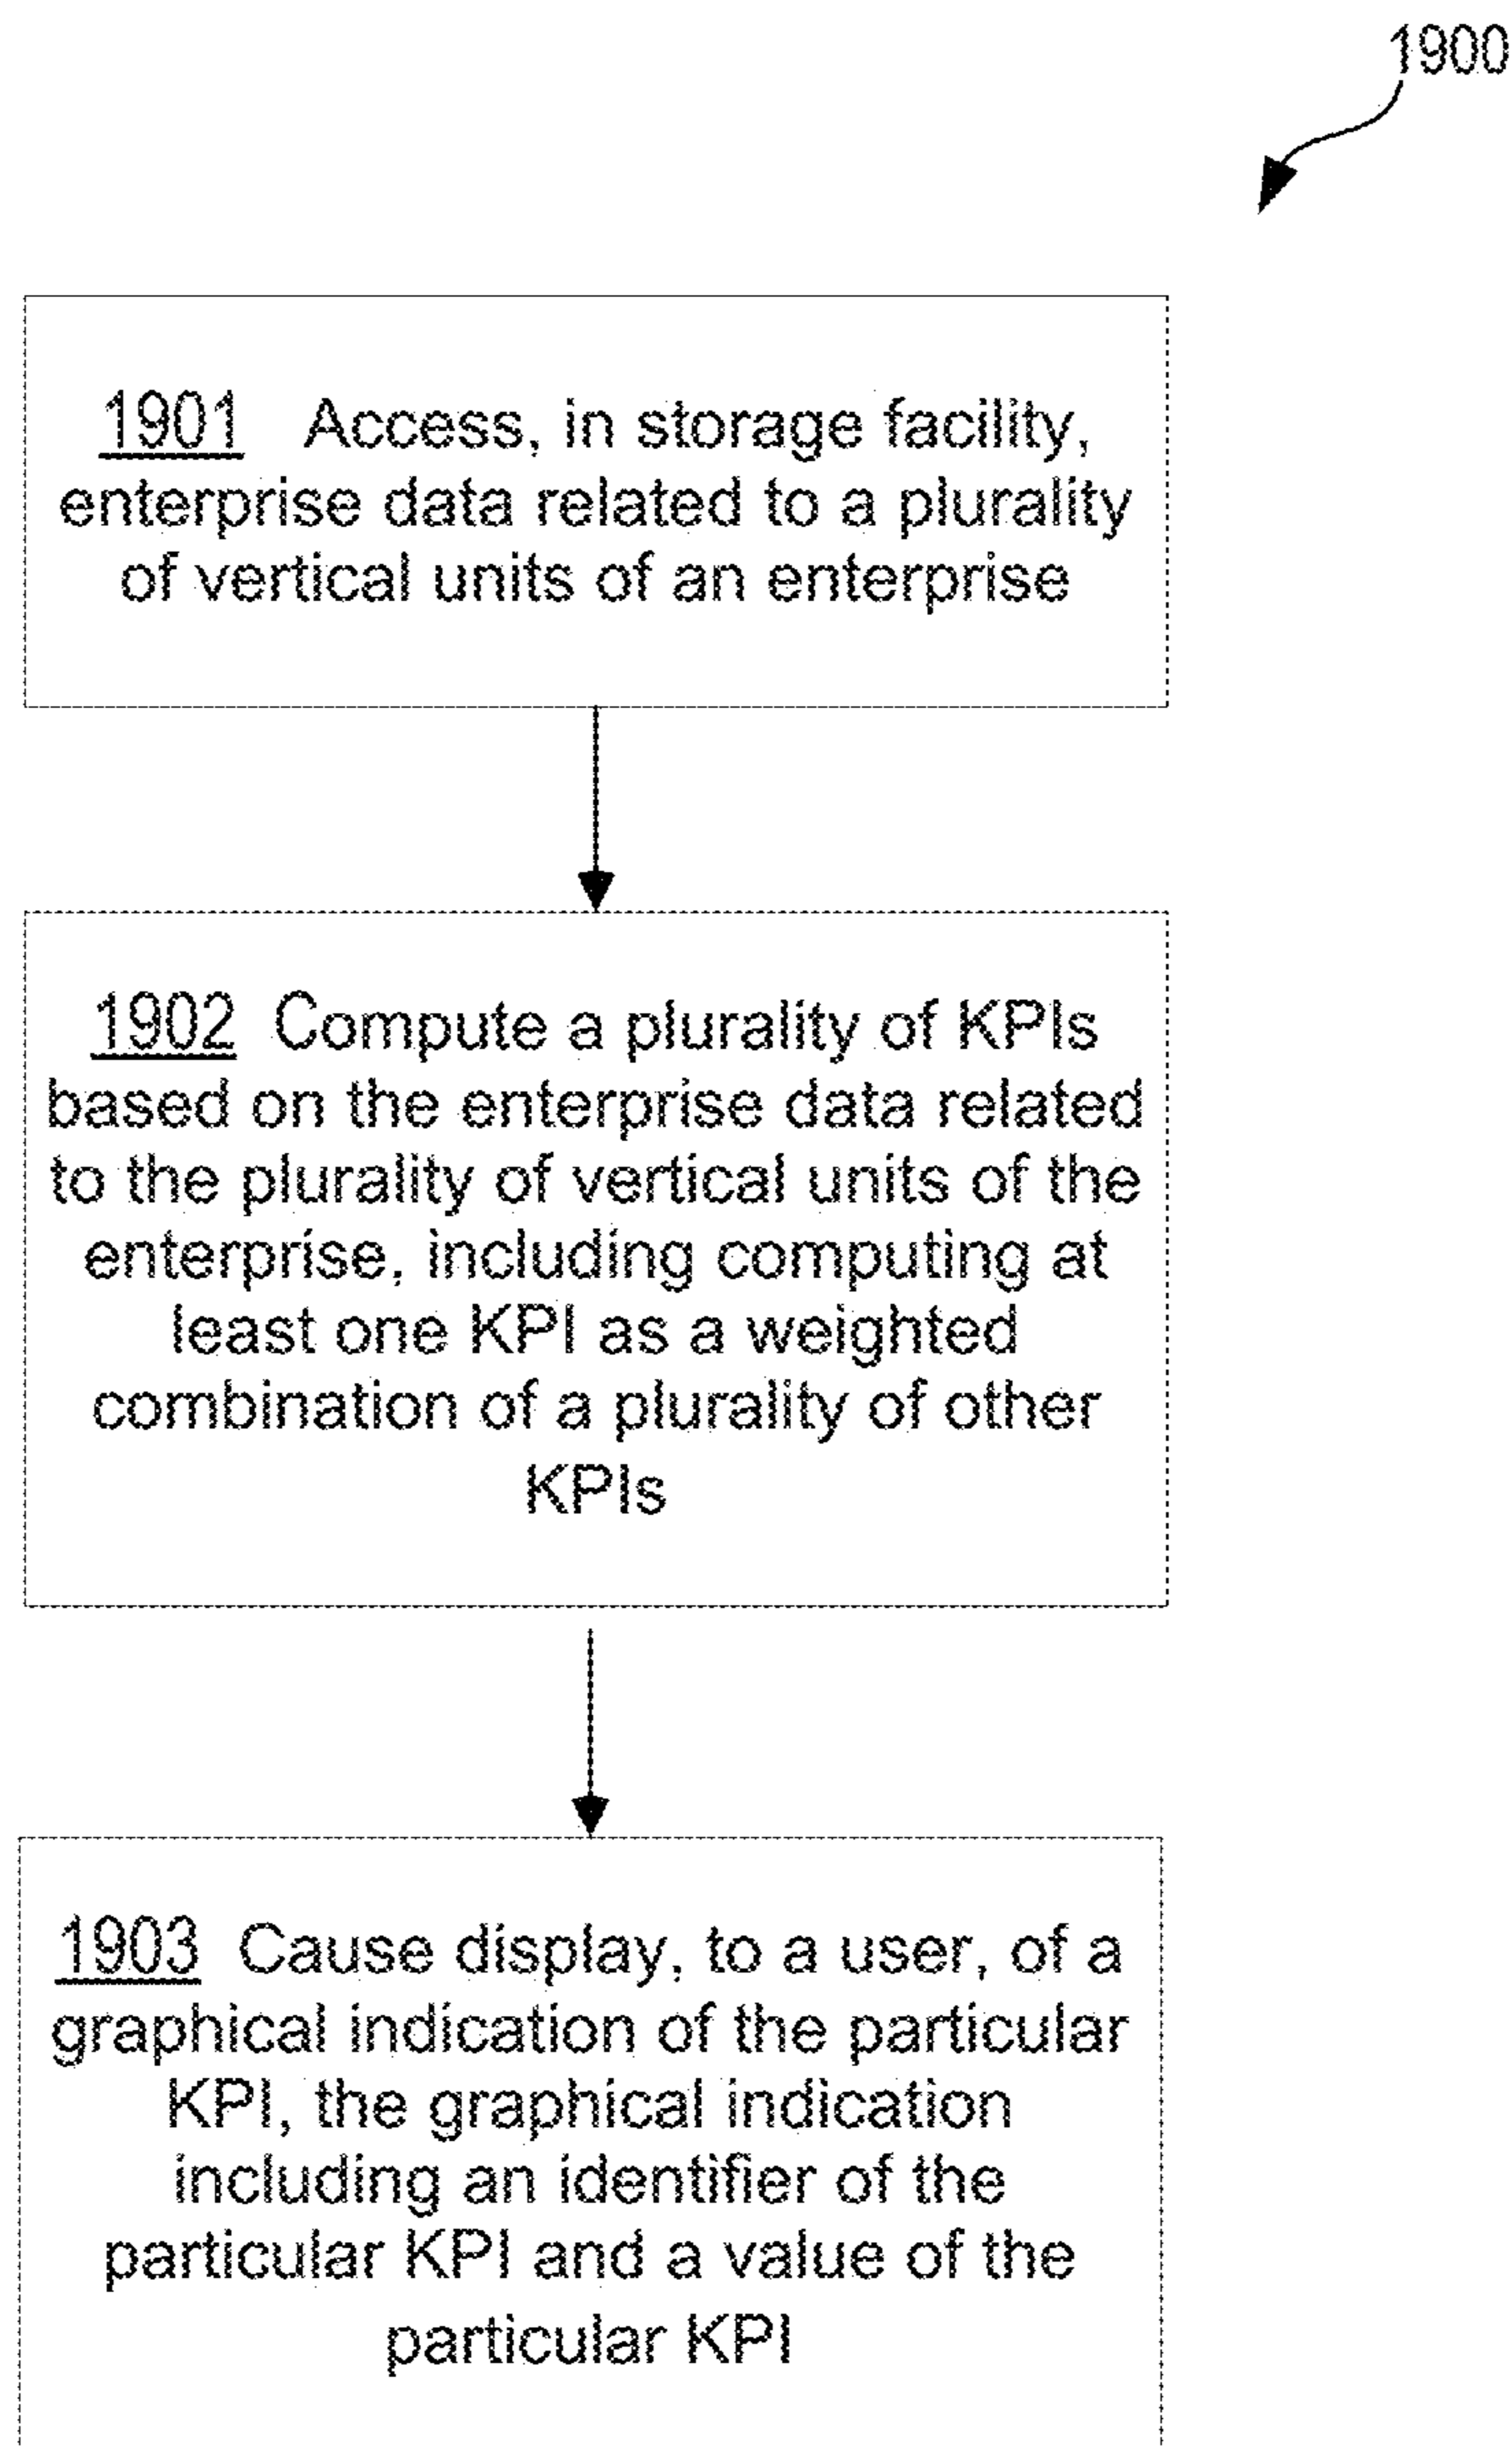 1900
1901 Access, in storage facility,
enterprise data related to a plurality
of vertical units of an enterprise
1902 Compute a plurality of KPIs
based on the enterprise data related
to the plurality of vertical units of the
enterprise, including computing at
least one KPI as a weighted
combination of a plurality of other
KPIs
1903 Cause display, to a user, of a
graphical indication of the particular
KPI, the graphical indication
including an identifier of the
particular KPI and a value of the
particular KPI